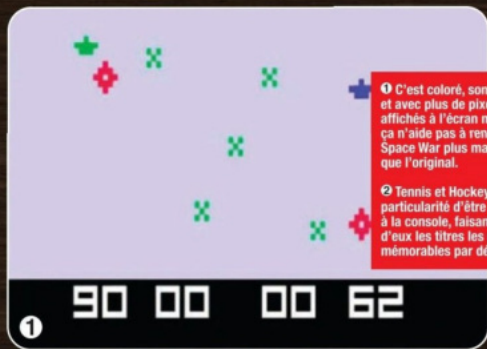 ❶ C'est coloré, son
et avec plus de pixe
affichés à l'écran n
ça n'aide pas à ren
Space War plus ma
que l'original.
❷ Tennis et Hockey
particularité d'être
à la console, faisan
d'eux les titres les
mémorables par dé
90 00 00 62
❶